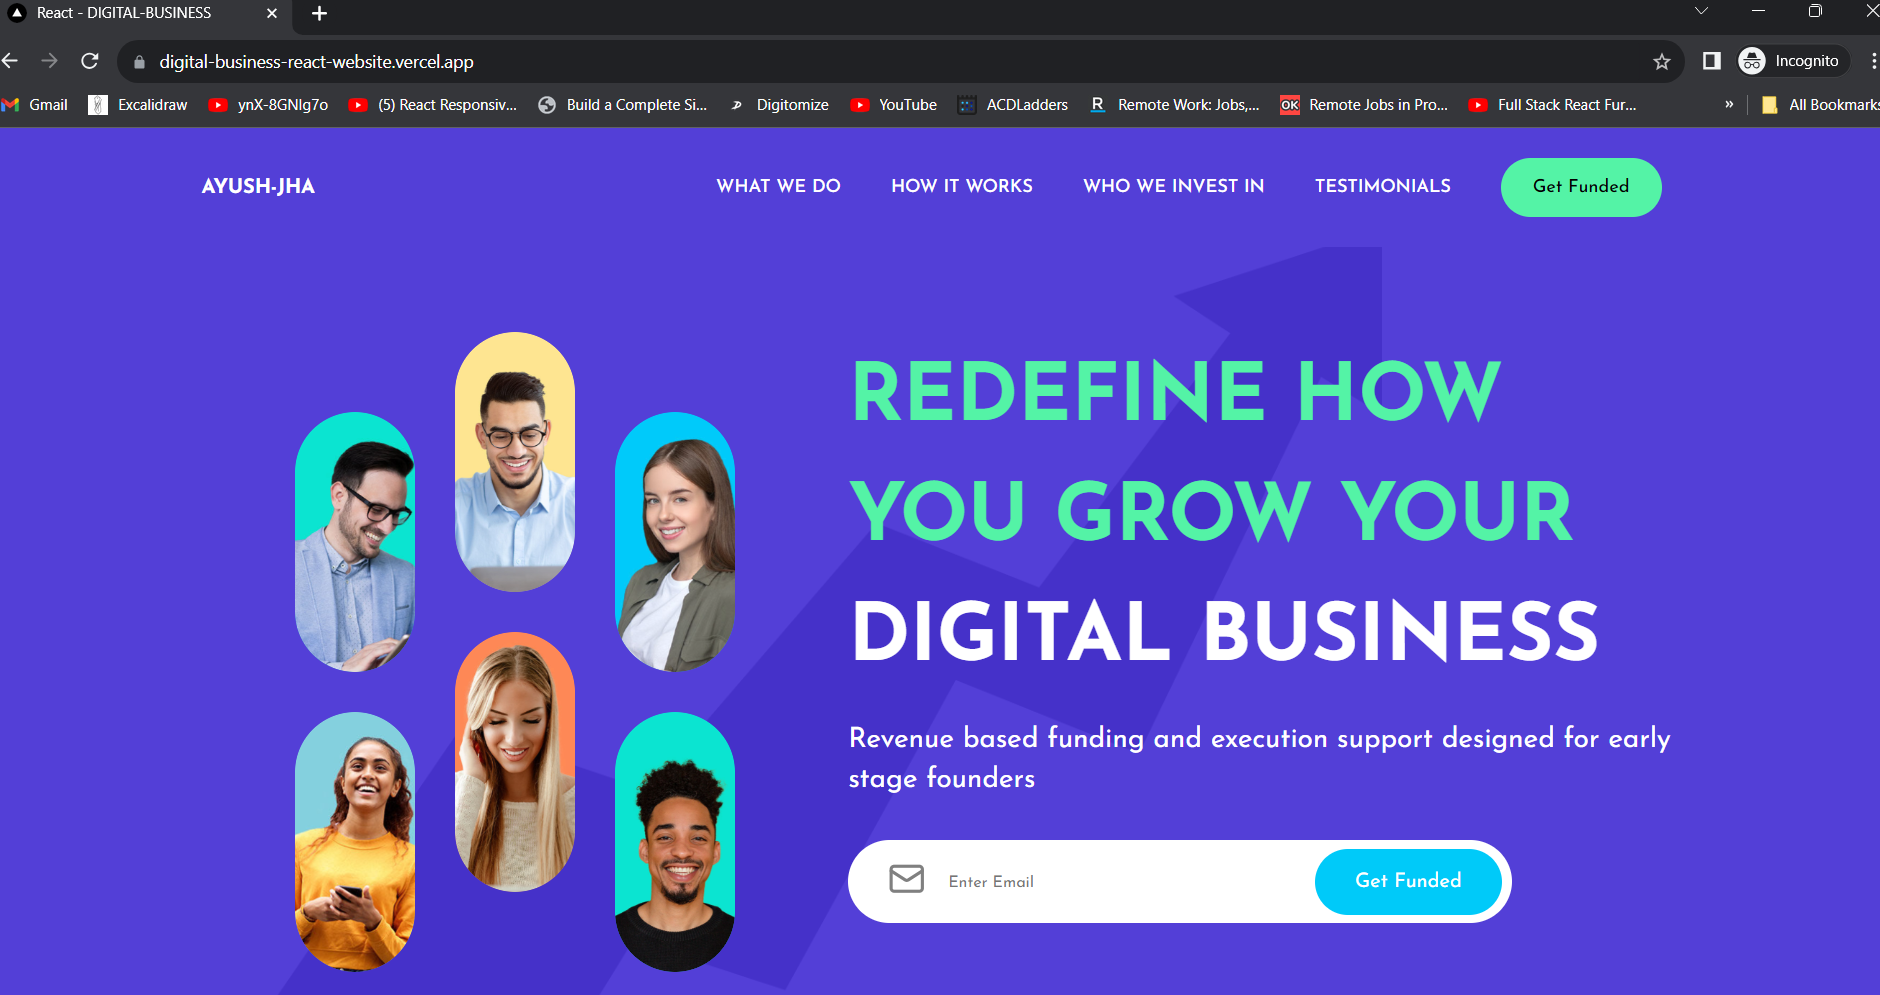 React - DIGITAL-BUSINESS
digital-business-react-website.vercel.app
Incognito
Gmail
Excalidraw
ynX-8GNlg7o
(5) React Responsiv...
Build a Complete Si...
Digitomize
YouTube
ACDLadders
R
Remote Work: Jobs,...
OK
Remote Jobs in Pro...
Full Stack React Fur...
»
All Bookmarks
AYUSH-JHA
WHAT WE DO
HOW IT WORKS
WHO WE INVEST IN
TESTIMONIALS
Get Funded
REDEFINE HOW
YOU GROW YOUR
DIGITAL BUSINESS
Revenue based funding and execution support designed for early
stage founders
Enter Email
Get Funded